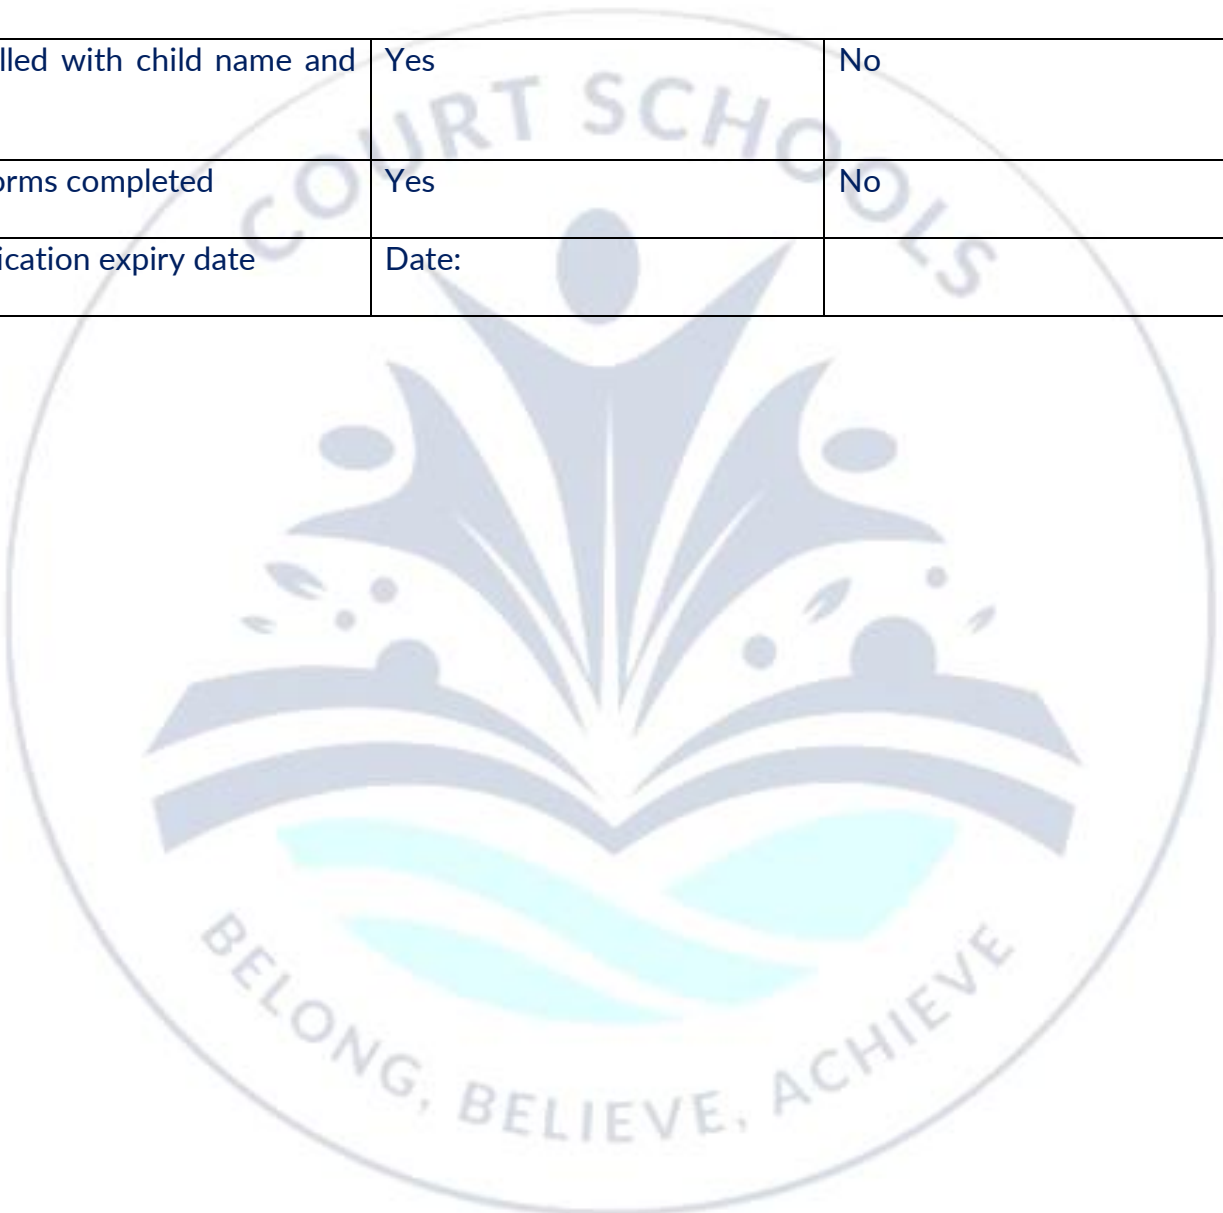 lled with child name and Yes No
orms completed Yes No
ication expiry date Date:
COURT SCHOOLS
BELONG, BELIEVE, ACHIEVE